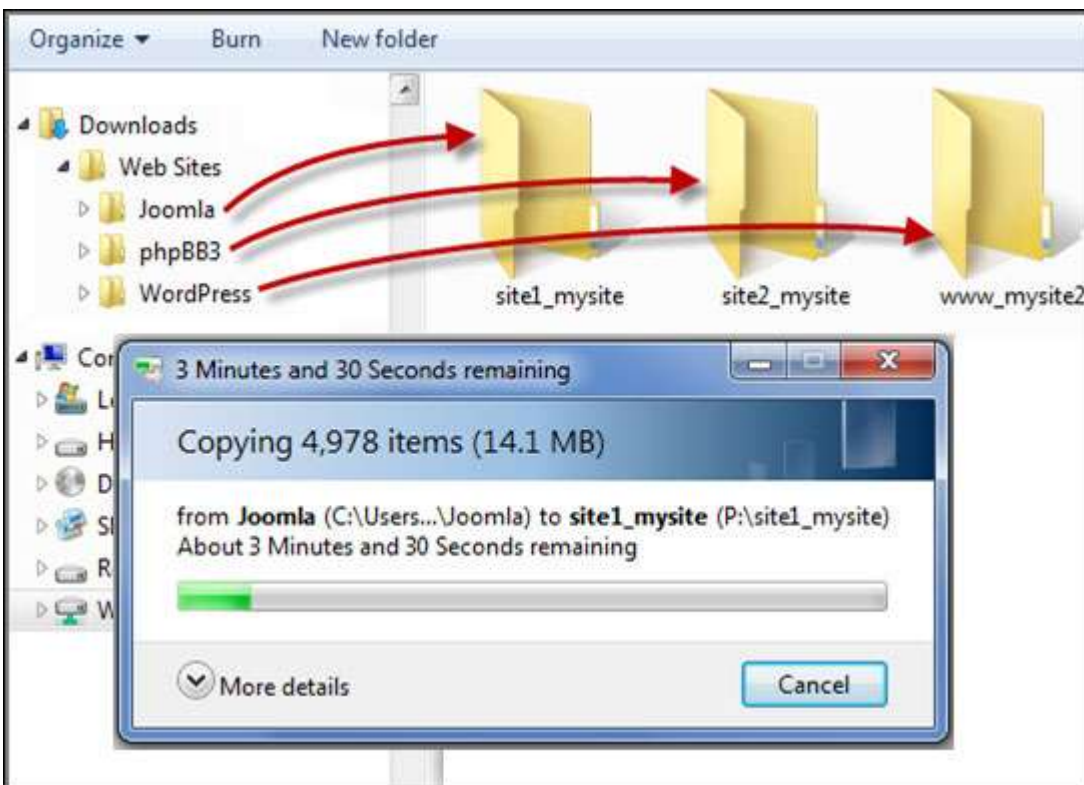 Organize Burn New folder
Downloads
Web Sites
Joomla
phpBB3
WordPress
site1_mysite site2_mysite www_mysite2
3 Minutes and 30 Seconds remaining
Copying 4,978 items (14.1 MB)
from Joomla (C:\Users...\Joomla) to site1_mysite (P:\site1_mysite)
About 3 Minutes and 30 Seconds remaining
More details Cancel